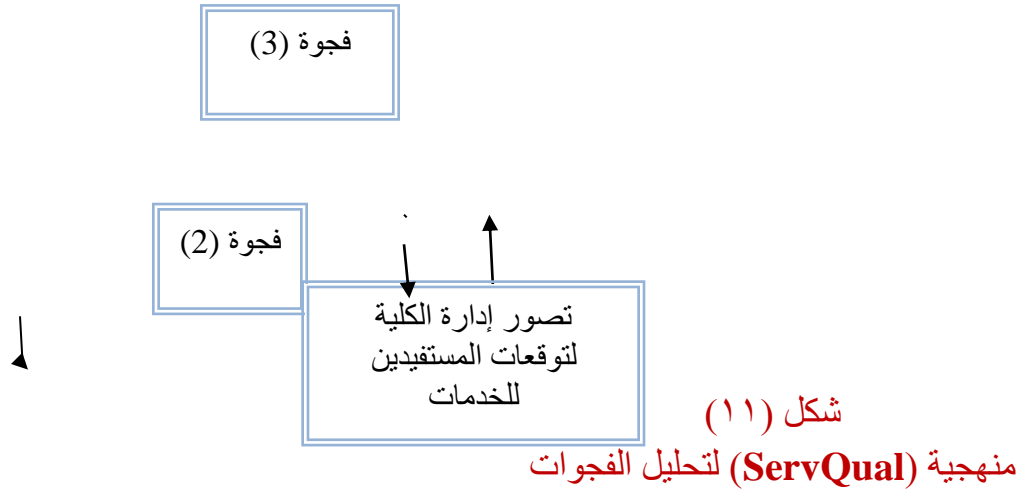 فجوة (3)
فجوة (2)
تصور إدارة الكلية
لتوقعات المستفيدين
للخدمات
شكل (١١)
منهجية (ServQual) لتحليل الفجوات